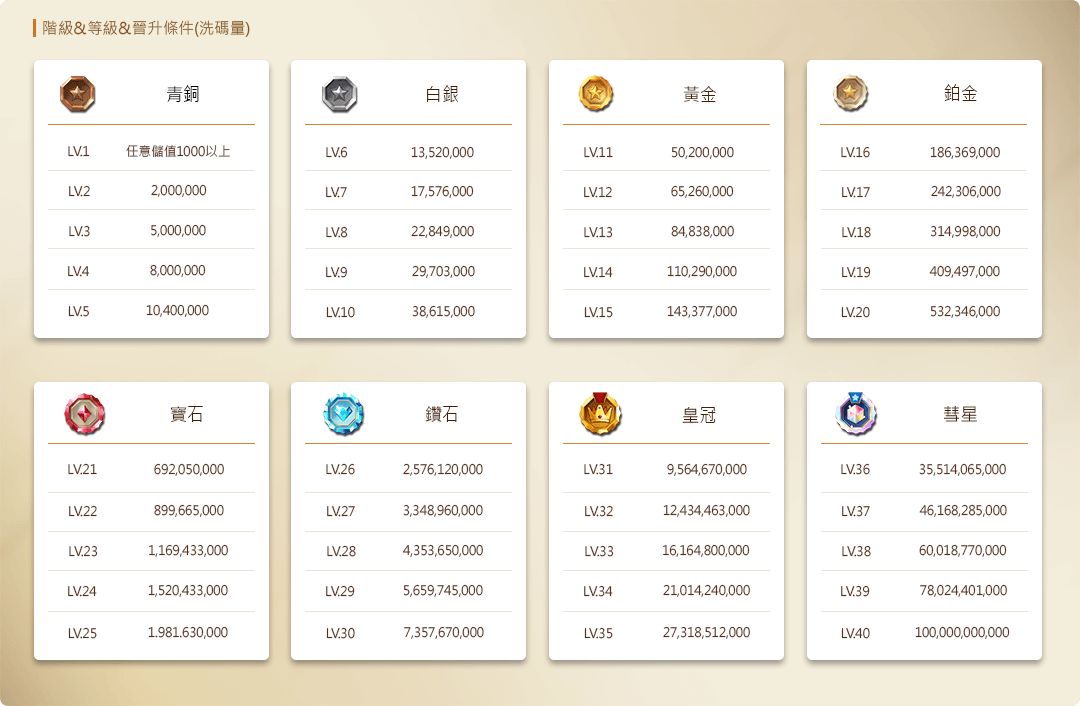 階級&等級&晉升條件(洗碼量)
青銅
LV.1 任意儲值1000以上
LV.2 2,000,000
LV.3 5,000,000
LV.4 8,000,000
LV.5 10,400,000
白銀
LV.6 13,520,000
LV.7 17,576,000
LV.8 22,849,000
LV.9 29,703,000
LV.10 38,615,000
黃金
LV.11 50,200,000
LV.12 65,260,000
LV.13 84,838,000
LV.14 110,290,000
LV.15 143,377,000
鉑金
LV.16 186,369,000
LV.17 242,306,000
LV.18 314,998,000
LV.19 409,497,000
LV.20 532,346,000
寶石
LV.21 692,050,000
LV.22 899,665,000
LV.23 1,169,433,000
LV.24 1,520,433,000
LV.25 1.981.630,000
鑽石
LV.26 2,576,120,000
LV.27 3,348,960,000
LV.28 4,353,650,000
LV.29 5,659,745,000
LV.30 7,357,670,000
皇冠
LV.31 9,564,670,000
LV.32 12,434,463,000
LV.33 16,164,800,000
LV.34 21,014,240,000
LV.35 27,318,512,000
彗星
LV.36 35,514,065,000
LV.37 46,168,285,000
LV.38 60,018,770,000
LV.39 78,024,401,000
LV.40 100,000,000,000